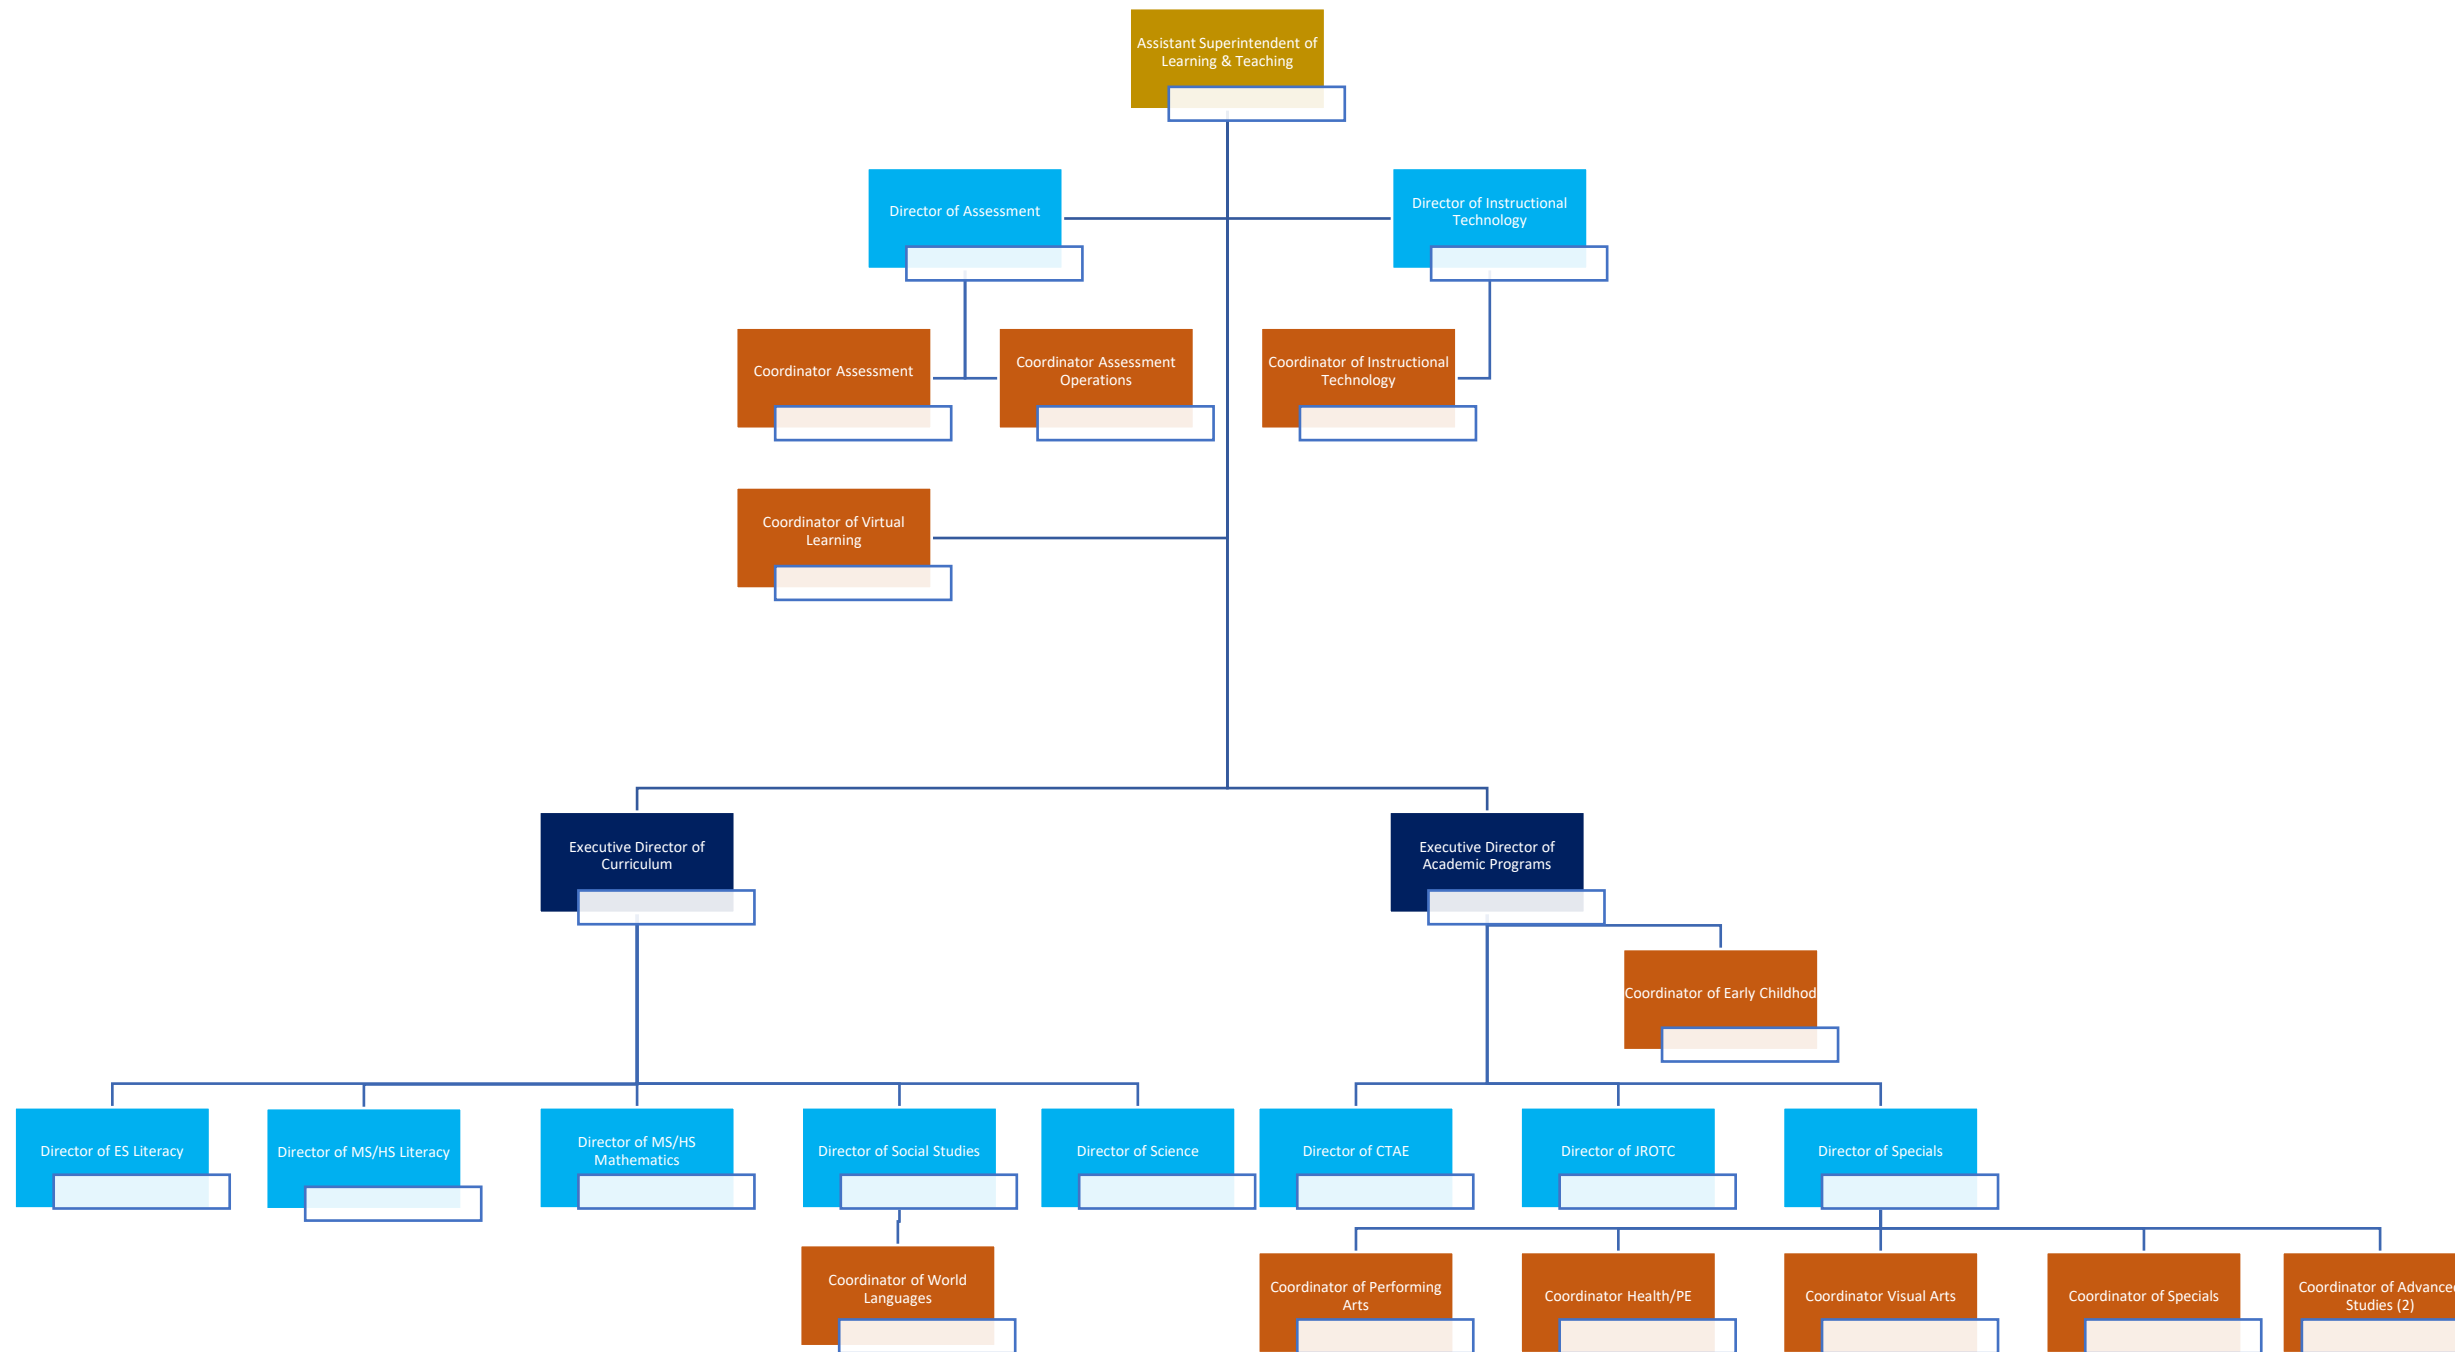 Assistant Superintendent of
Learning & Teaching
Director of Assessment
Director of Instructional
Technology
Coordinator Assessment
Coordinator Assessment
Operations
Coordinator of Instructional
Technology
Coordinator of Virtual
Learning
Executive Director of
Curriculum
Executive Director of
Academic Programs
Coordinator of Early Childhod
Director of ES Literacy
Director of MS/HS Literacy
Director of MS/HS
Mathematics
Director of Social Studies
Director of Science
Director of CTAE
Director of JROTC
Director of Specials
Coordinator of World
Languages
Coordinator of Performing
Arts
Coordinator Health/PE
Coordinator Visual Arts
Coordinator of Specials
Coordinator of Advanced
Studies (2)